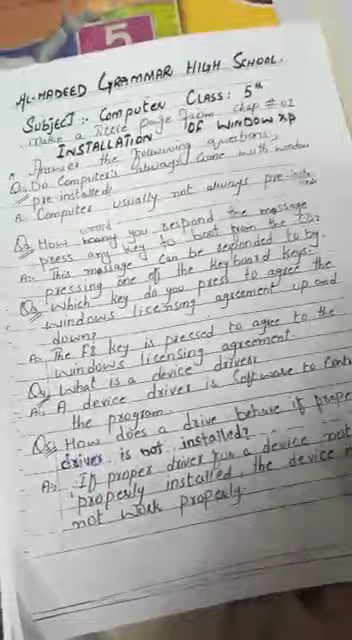 5
AL-HADEED GRAMMAR HIGH SCHOOL.
SUBJECT:- Computer CLASS: 5th
Make a title page from chap # 02
INSTALLATION OF WINDOW XP
Answer the following questions.
Q1: Do Computer's always come with window
pre-installed?
A. Computer usually not always pre-
Q2: How would you respond the message
press any key to boot from the CD?
A:- This message can be responded to by
pressing one of the keyboard keys.
Q3: Which key do you press to agree the
windows licensing agreement up and
down?
A:- The F8 key is pressed to agree to the
windows licensing agreement
Q4: What is a device driver?
A:- A device driver is Software to
the program.
Q5: How does a drive behave if
driver is not installed?
A:- If proper driver for a device not
properly installed, the device
not work properly.